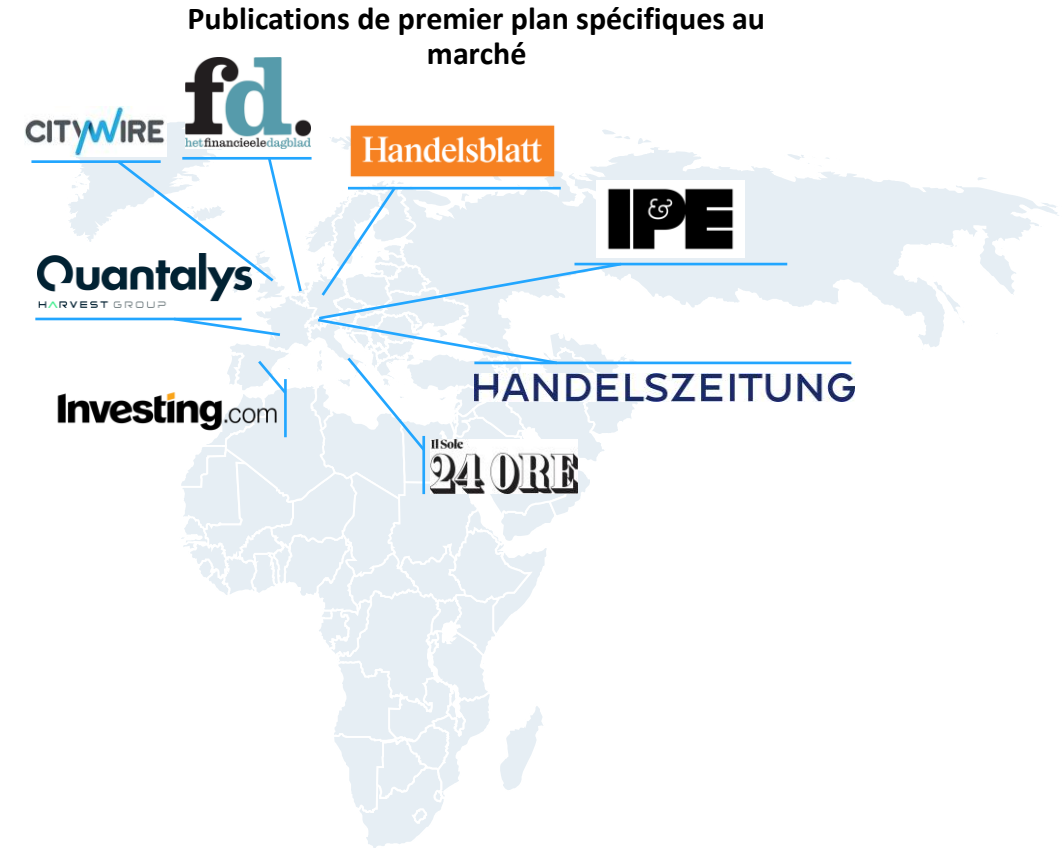 Publications de premier plan spécifiques au
marché
CITYWIRE
fd.
hetfinancieeledagblad
Handelsblatt
IP&E
Quantalys
HARVEST GROUP
HANDELSZEITUNG
Investing.com
Il Sole
24 ORE